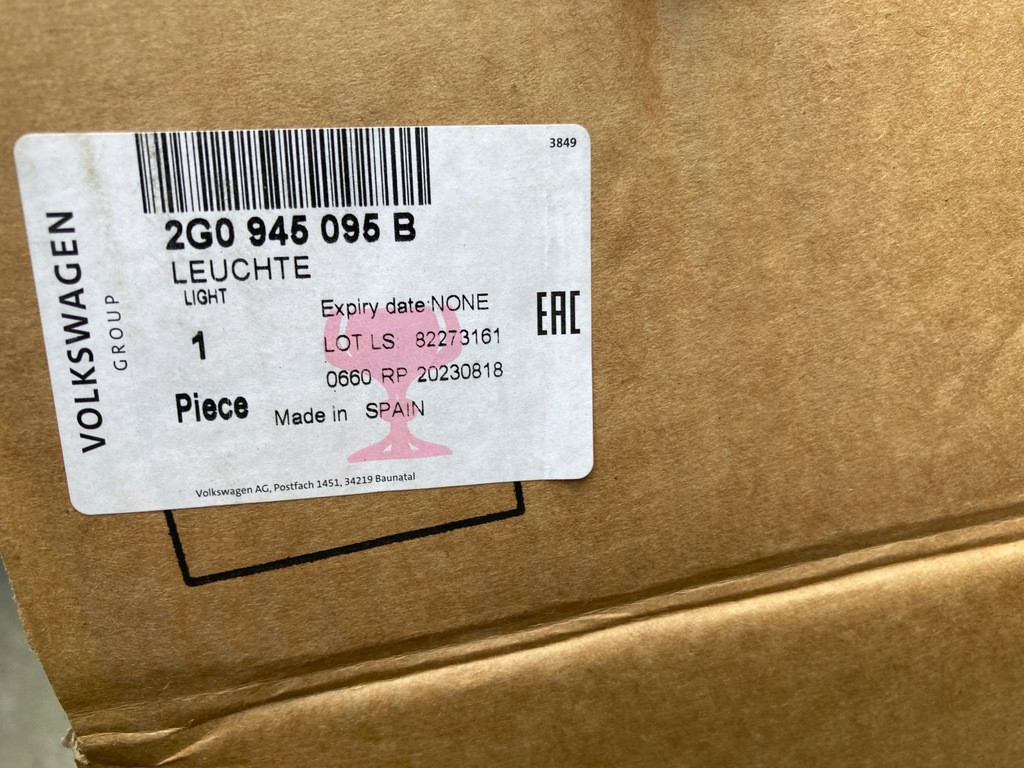 3849
VOLKSWAGEN
GROUP
2G0 945 095 B
LEUCHTE
LIGHT
1
Piece
Expiry date:NONE
LOT LS: 82273161
0660 RP 20230818
Made in SPAIN
EAC
Volkswagen AG, Postfach 1451, 34219 Baunatal